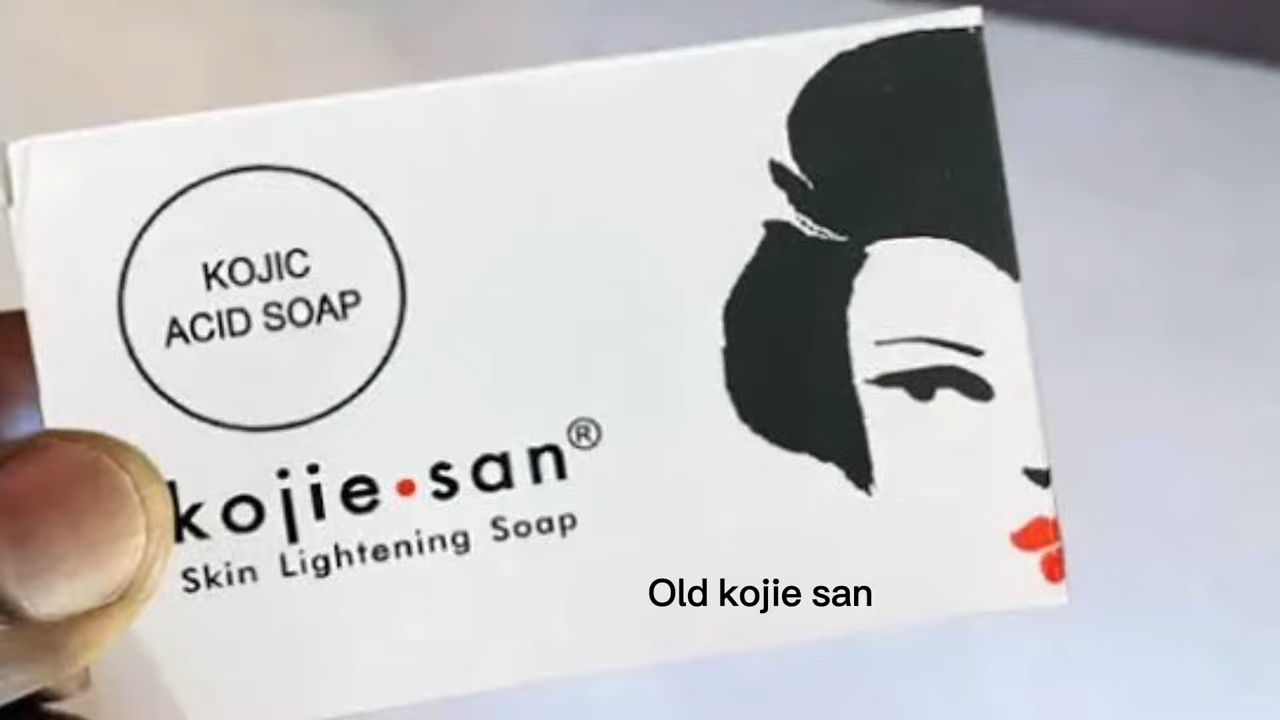 KOJIC
ACID SOAP
kojie•san®
Skin Lightening Soap
Old kojie san